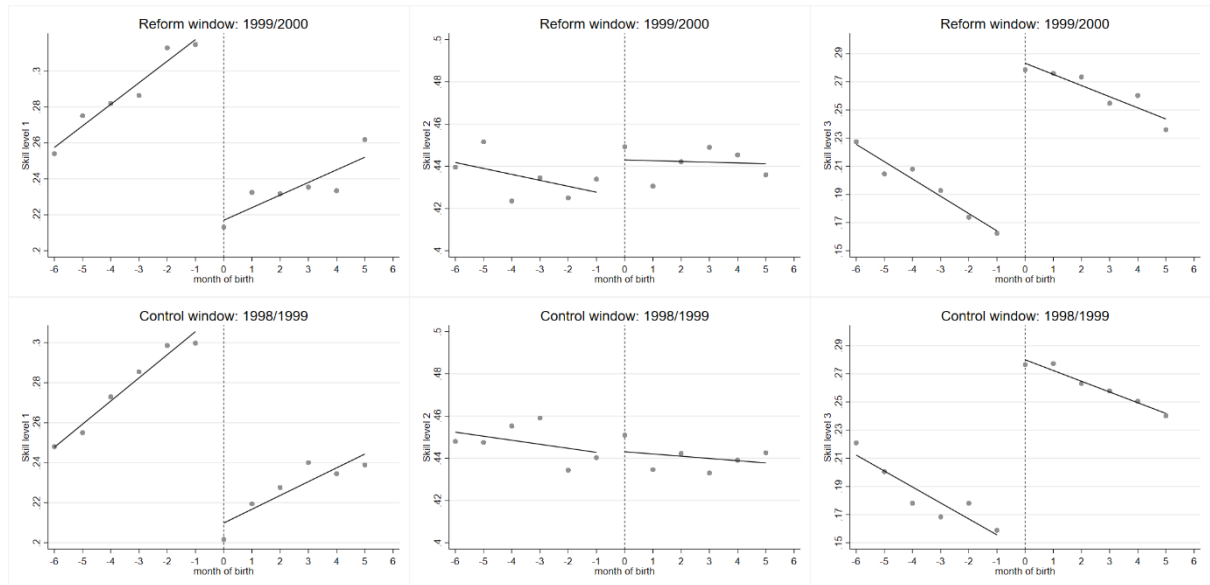 Reform window: 1999/2000
Skill level 1
.2 .22 .24 .26 .28 .3
-6 -5 -4 -3 -2 -1 0 1 2 3 4 5 6
month of birth
Reform window: 1999/2000
Skill level 2
.4 .42 .44 .46 .48 .5
-6 -5 -4 -3 -2 -1 0 1 2 3 4 5 6
month of birth
Reform window: 1999/2000
Skill level 3
.15 .17 .19 .21 .23 .25 .27 .29
-6 -5 -4 -3 -2 -1 0 1 2 3 4 5 6
month of birth
Control window: 1998/1999
Skill level 1
.2 .22 .24 .26 .28 .3
-6 -5 -4 -3 -2 -1 0 1 2 3 4 5 6
month of birth
Control window: 1998/1999
Skill level 2
.4 .42 .44 .46 .48 .5
-6 -5 -4 -3 -2 -1 0 1 2 3 4 5 6
month of birth
Control window: 1998/1999
Skill level 3
.15 .17 .19 .21 .23 .25 .27 .29
-6 -5 -4 -3 -2 -1 0 1 2 3 4 5 6
month of birth